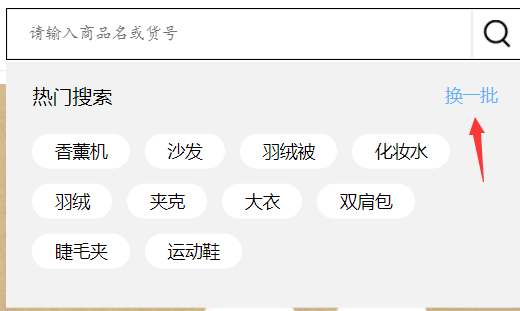 请输入商品名或货号
热门搜索 换一批
香薰机 沙发 羽绒被 化妆水
羽绒 夹克 大衣 双肩包
睫毛夹 运动鞋